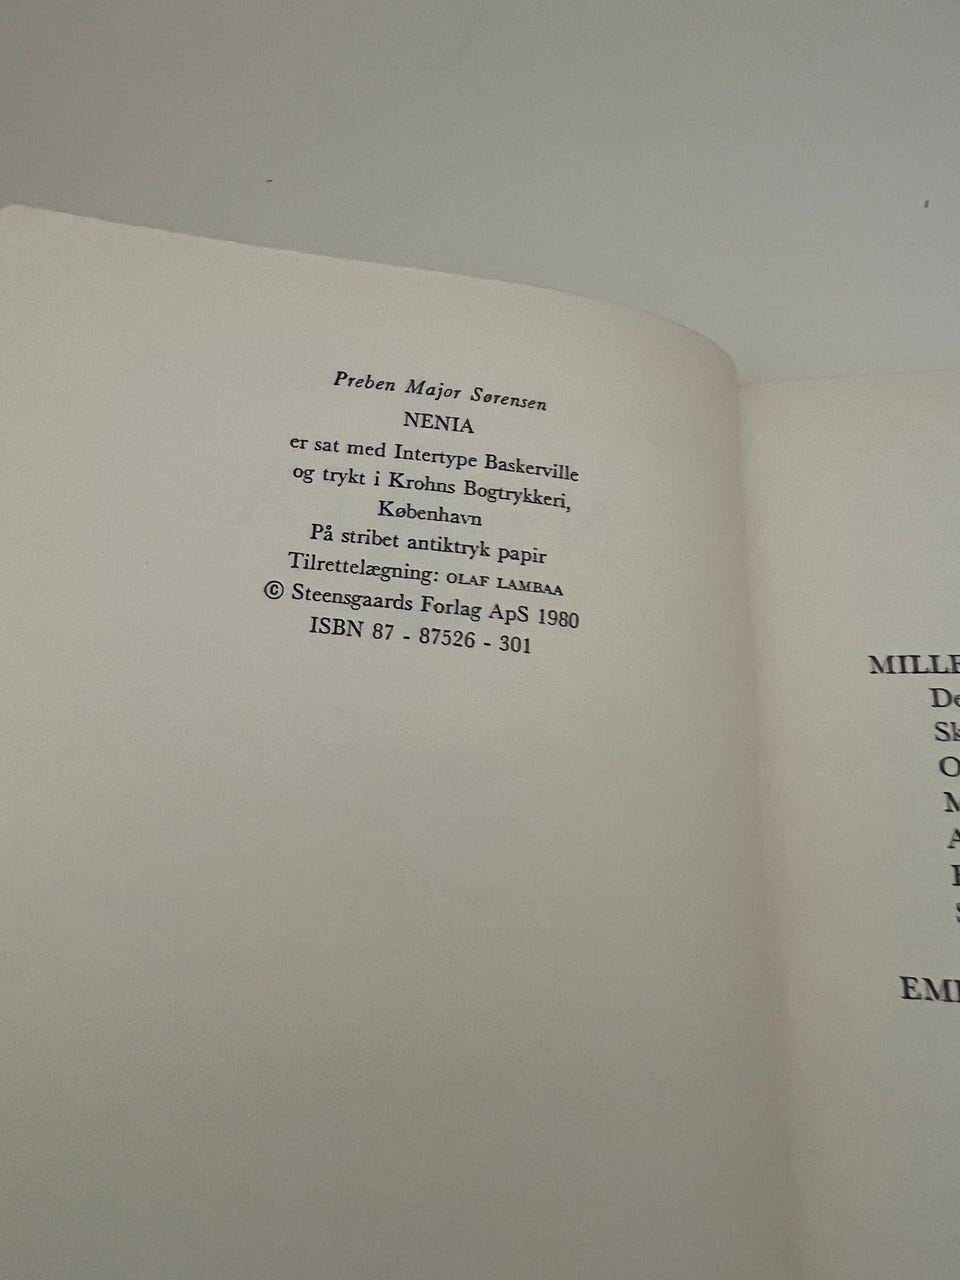 Preben Major Sørensen
NENIA
er sat med Intertype Baskerville
og trykt i Krohns Bogtrykkeri,
København
På stribet antiktryk papir
Tilrettelægning: OLAF LAMBAA
© Steensgaards Forlag ApS 1980
ISBN 87 - 87526 - 301